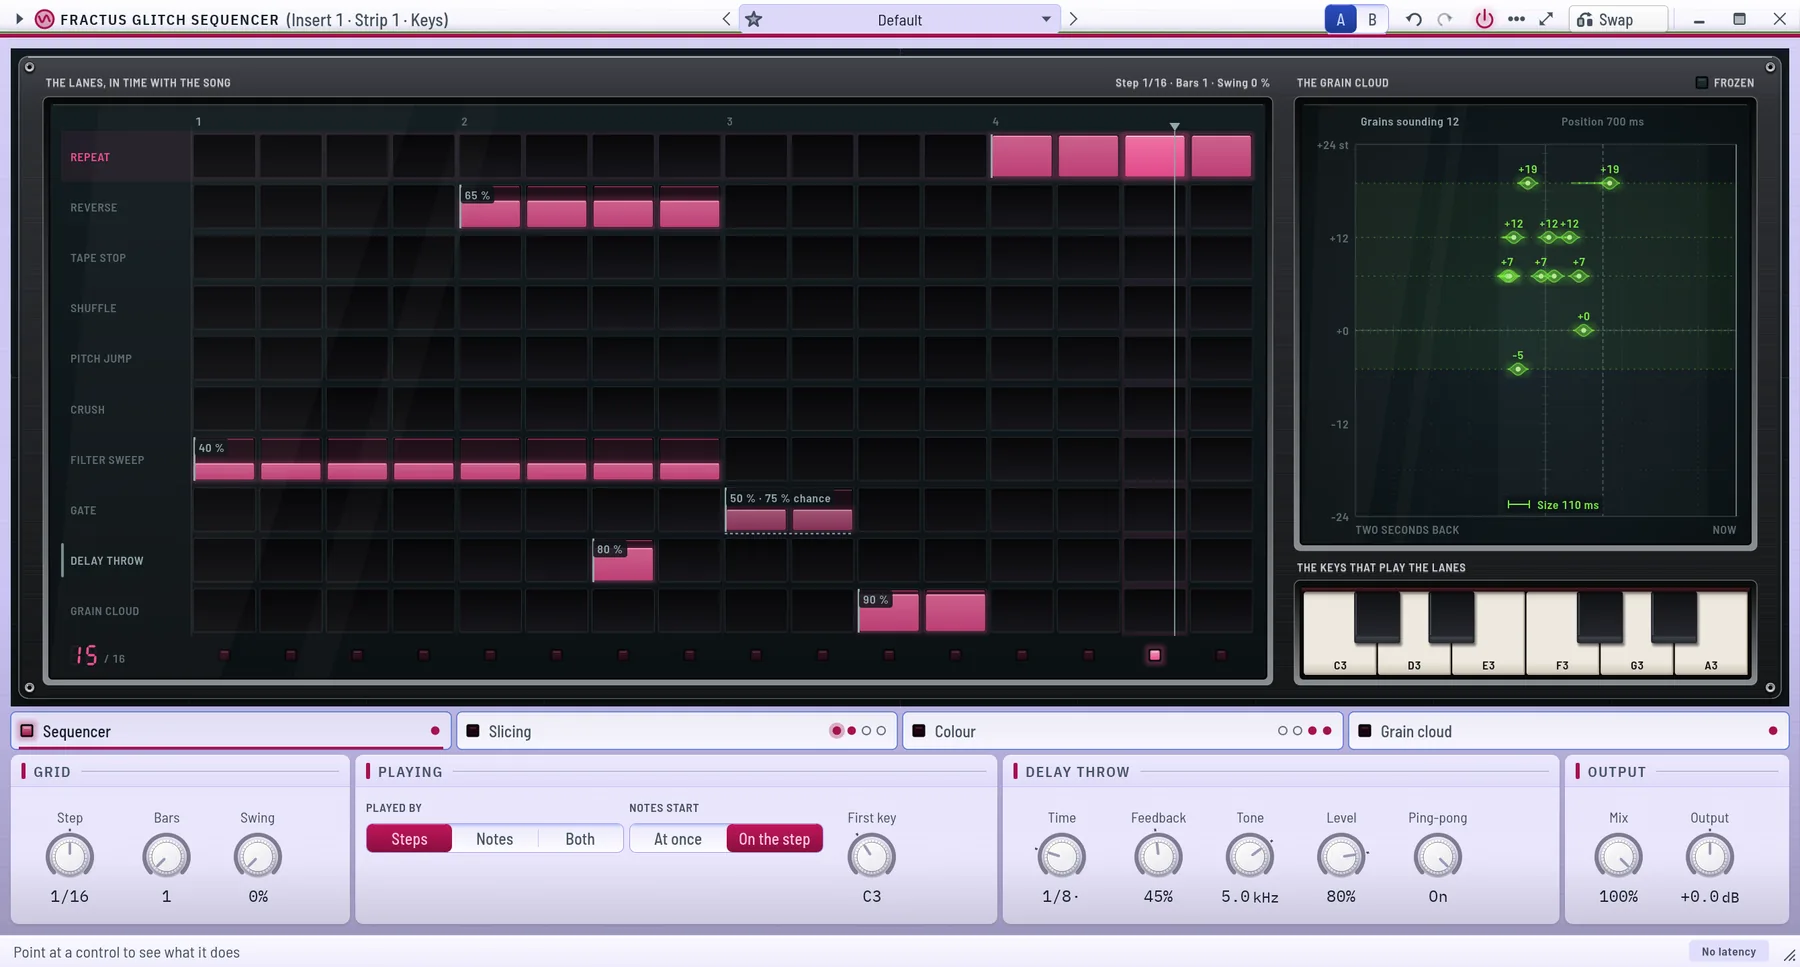 FRACTUS GLITCH SEQUENCER (Insert 1 · Strip 1 · Keys)
Default
A B
Swap
THE LANES, IN TIME WITH THE SONG
Step 1/16 · Bars 1 · Swing 0 %
THE GRAIN CLOUD
FROZEN
1 2 3 4
REPEAT
REVERSE
65 %
TAPE STOP
SHUFFLE
PITCH JUMP
CRUSH
FILTER SWEEP
40 %
GATE
50 % · 75 % chance
DELAY THROW
80 %
GRAIN CLOUD
90 %
15 / 16
Grains sounding 12
Position 700 ms
+24 st
+19 +19
+12
+12 +12 +12
+7 +7 +7
+0
+0
-5
-12
Size 110 ms
-24
TWO SECONDS BACK
NOW
THE KEYS THAT PLAY THE LANES
C3 D3 E3 F3 G3 A3
Sequencer
Slicing
Colour
Grain cloud
GRID
Step Bars Swing
1/16 1 0%
PLAYING
PLAYED BY
NOTES START
First key
Steps Notes Both
At once On the step
C3
DELAY THROW
Time Feedback Tone Level Ping-pong
1/8· 45% 5.0 kHz 80% On
OUTPUT
Mix Output
100% +0.0 dB
Point at a control to see what it does
No latency